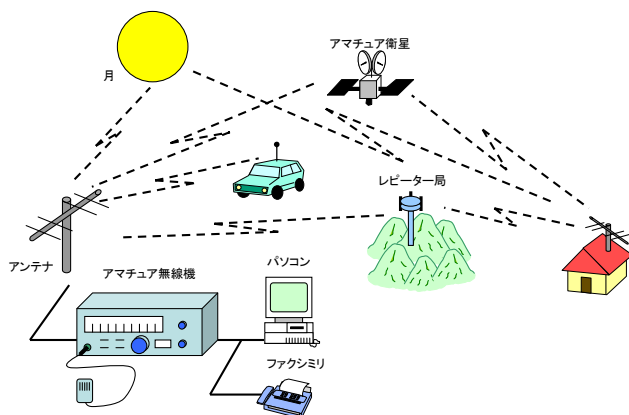 アマチュア衛星
月
レピーター局
アンテナ
アマチュア無線機
パソコン
ファクシミリ